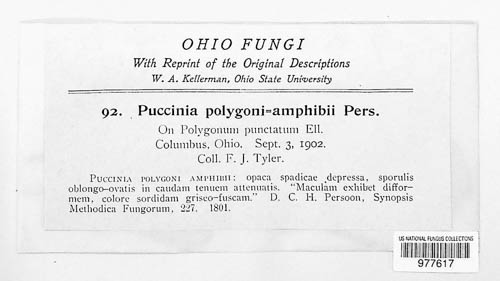 OHIO FUNGI
With Reprint of the Original Descriptions
W. A. Kellerman, Ohio State University
92. Puccinia polygoni=amphibii Pers.
On Polygonum punctatum Ell.
Columbus, Ohio. Sept. 3, 1902.
Coll. F. J. Tyler.
PUCCINIA POLYGONI AMPHIBII: opaca spadicae depressa, sporulis
oblongo-ovatis in caudam tenuem attenuatis. "Maculam exhibet diffor-
mem, colore sordidam griseo-fuscam." D. C. H. Persoon, Synopsis
Methodica Fungorum, 227. 1801.
US NATIONAL FUNGUS COLLECTIONS
977617